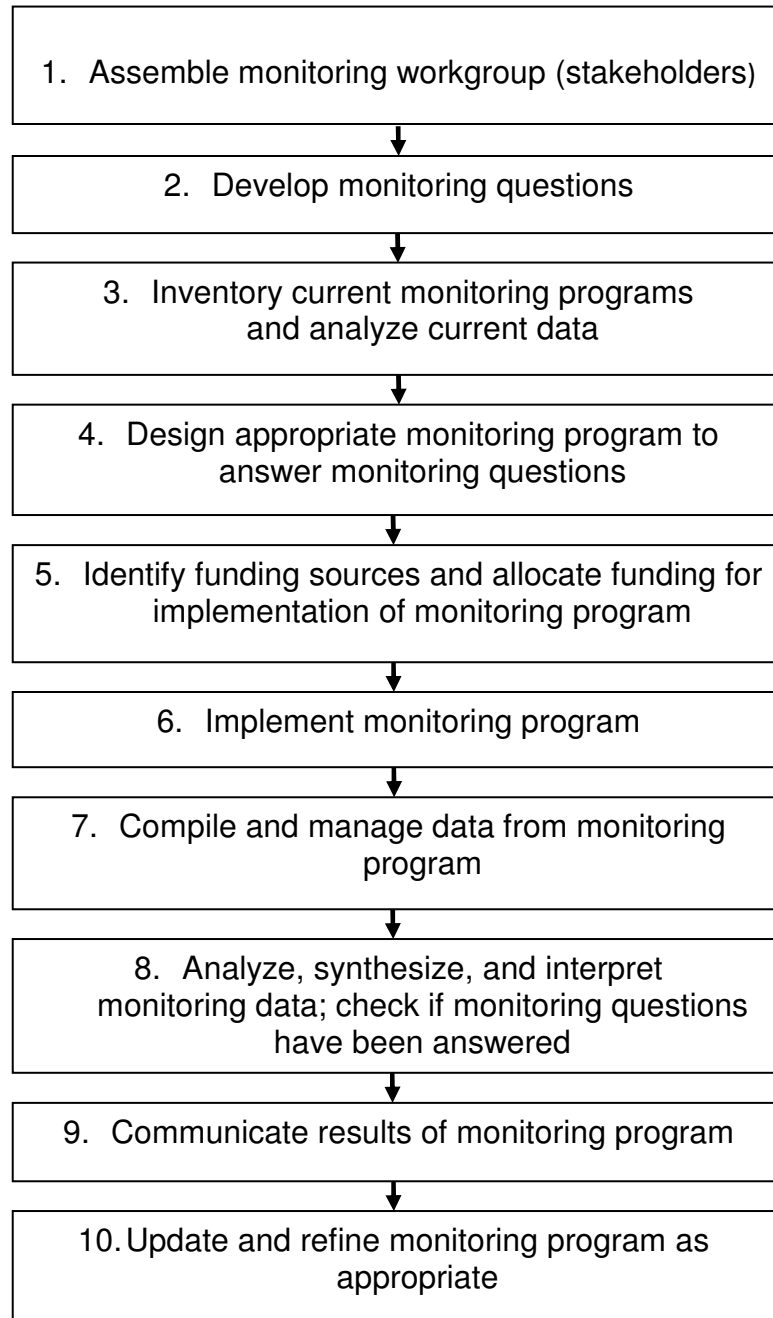 1. Assemble monitoring workgroup (stakeholders)
2. Develop monitoring questions
3. Inventory current monitoring programs
and analyze current data
4. Design appropriate monitoring program to
answer monitoring questions
5. Identify funding sources and allocate funding for
implementation of monitoring program
6. Implement monitoring program
7. Compile and manage data from monitoring
program
8. Analyze, synthesize, and interpret
monitoring data; check if monitoring questions
have been answered
9. Communicate results of monitoring program
10. Update and refine monitoring program as
appropriate